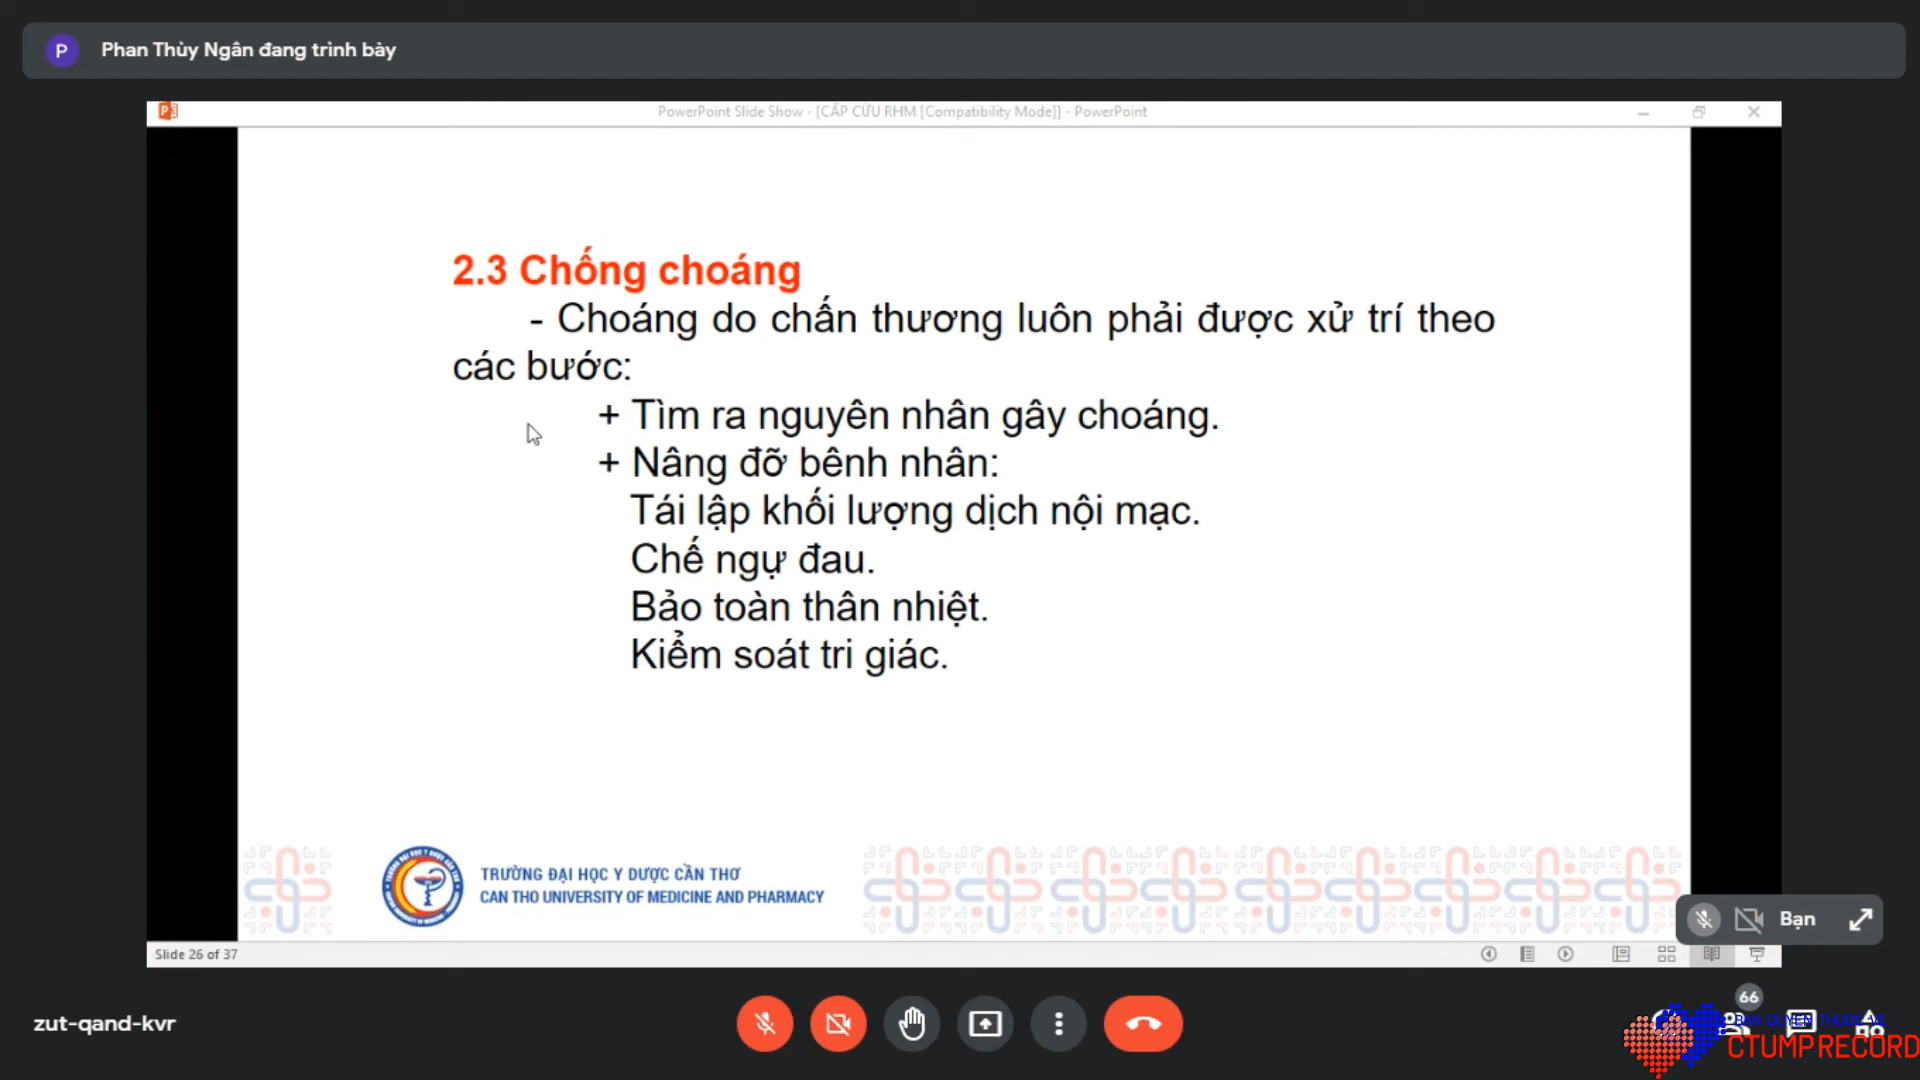 P Phan Thùy Ngân đang trình bày
PowerPoint Slide Show - [CẤP CỨU RHM [Compatibility Mode]] - PowerPoint
2.3 Chống choáng
- Choáng do chấn thương luôn phải được xử trí theo
các bước:
+ Tìm ra nguyên nhân gây choáng.
+ Nâng đỡ bênh nhân:
Tái lập khối lượng dịch nội mạc.
Chế ngự đau.
Bảo toàn thân nhiệt.
Kiểm soát tri giác.
TRƯỜNG ĐẠI HỌC Y DƯỢC CẦN THƠ
CAN THO UNIVERSITY OF MEDICINE AND PHARMACY
Bạn
Slide 26 of 37
66
zut-qand-kvr
BẢN QUYỀN THUỘC VỀ
CTUMP RECORD